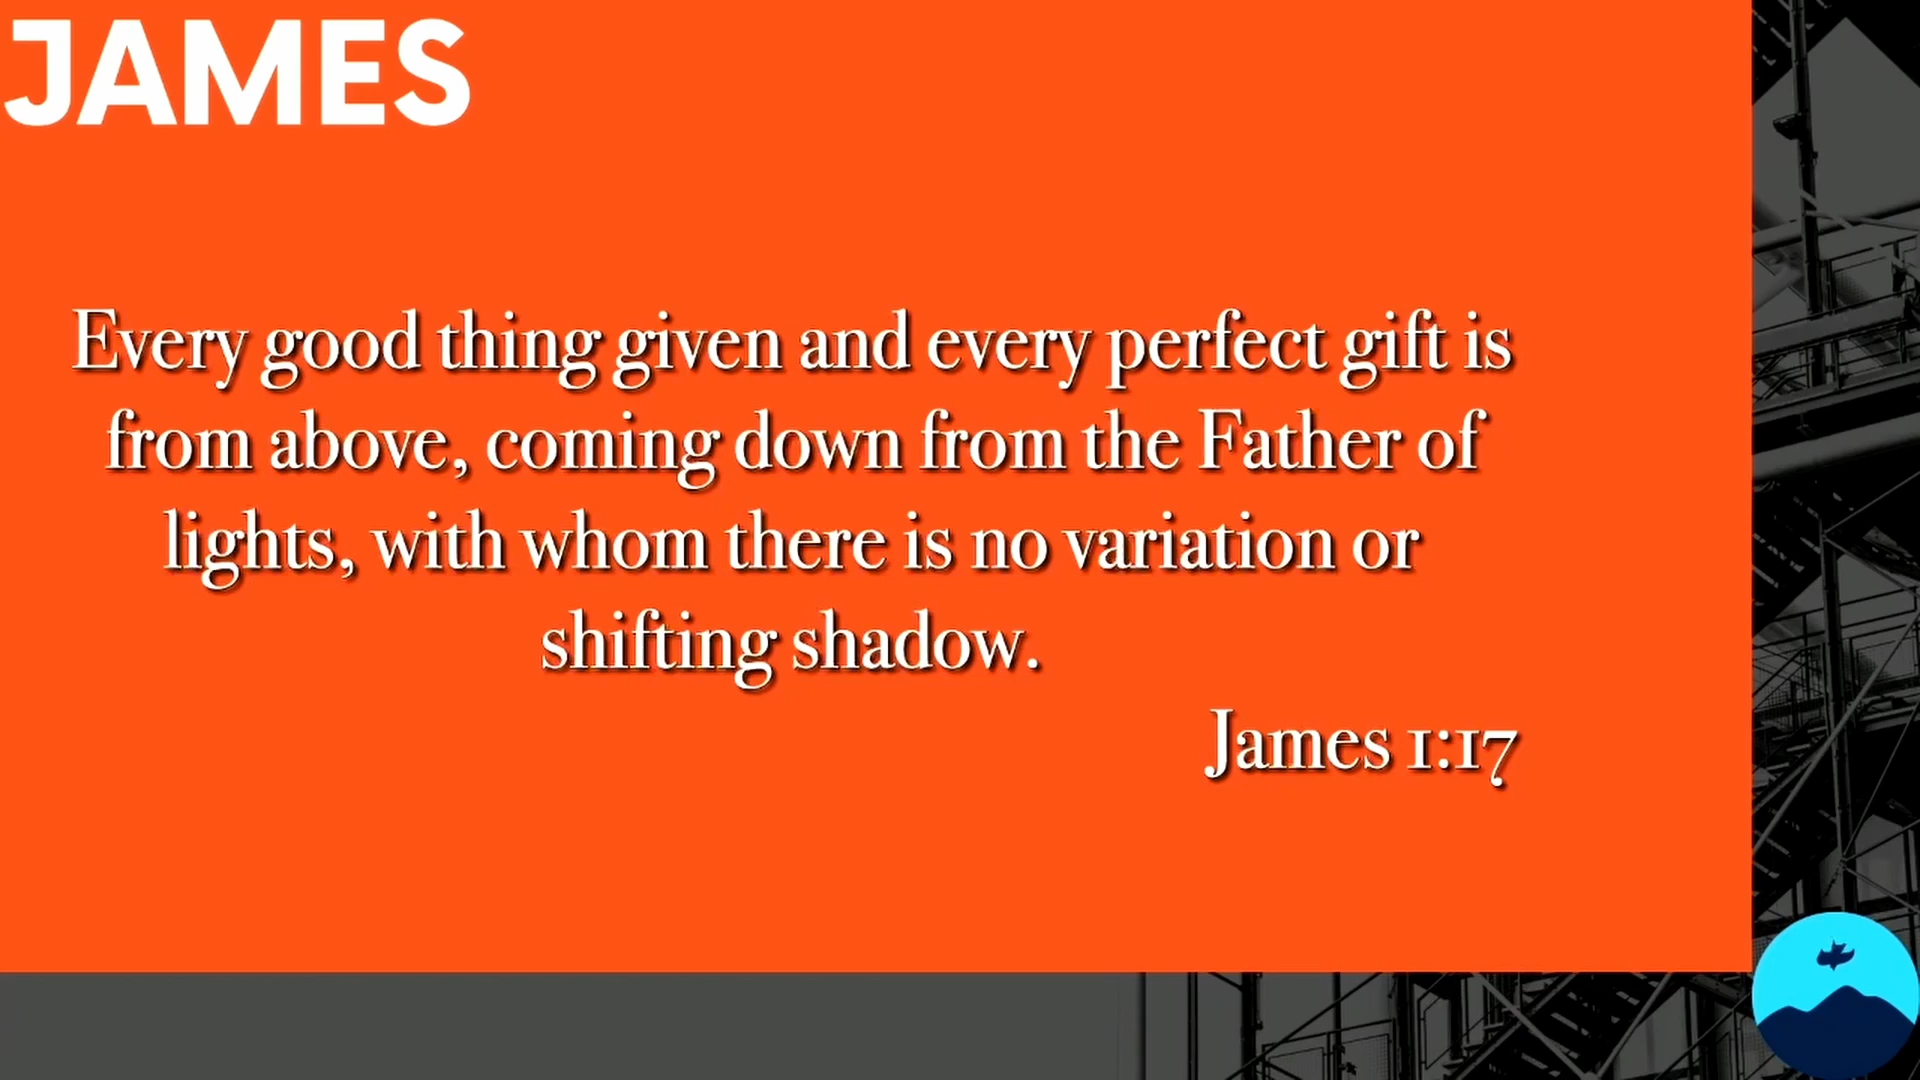 JAMES
Every good thing given and every perfect gift is
from above, coming down from the Father of
lights, with whom there is no variation or
shifting shadow.
James 1:17